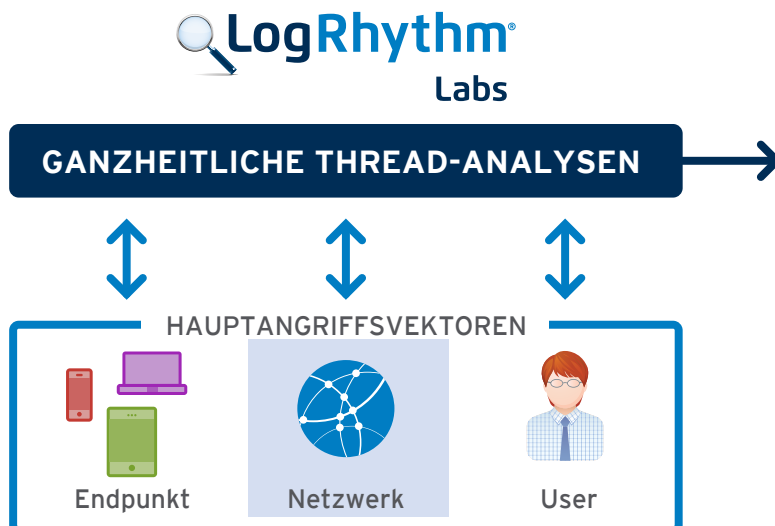 LogRhythm®
Labs
GANZHEITLICHE THREAD-ANALYSEN
HAUPTANGRIFFSVEKTOREN
Endpunkt Netzwerk User